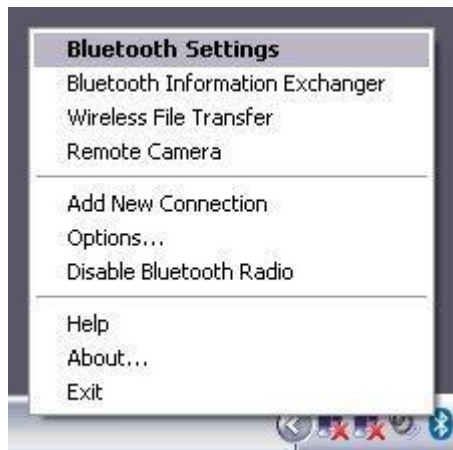 Bluetooth Settings
Bluetooth Information Exchanger
Wireless File Transfer
Remote Camera
Add New Connection
Options...
Disable Bluetooth Radio
Help
About...
Exit